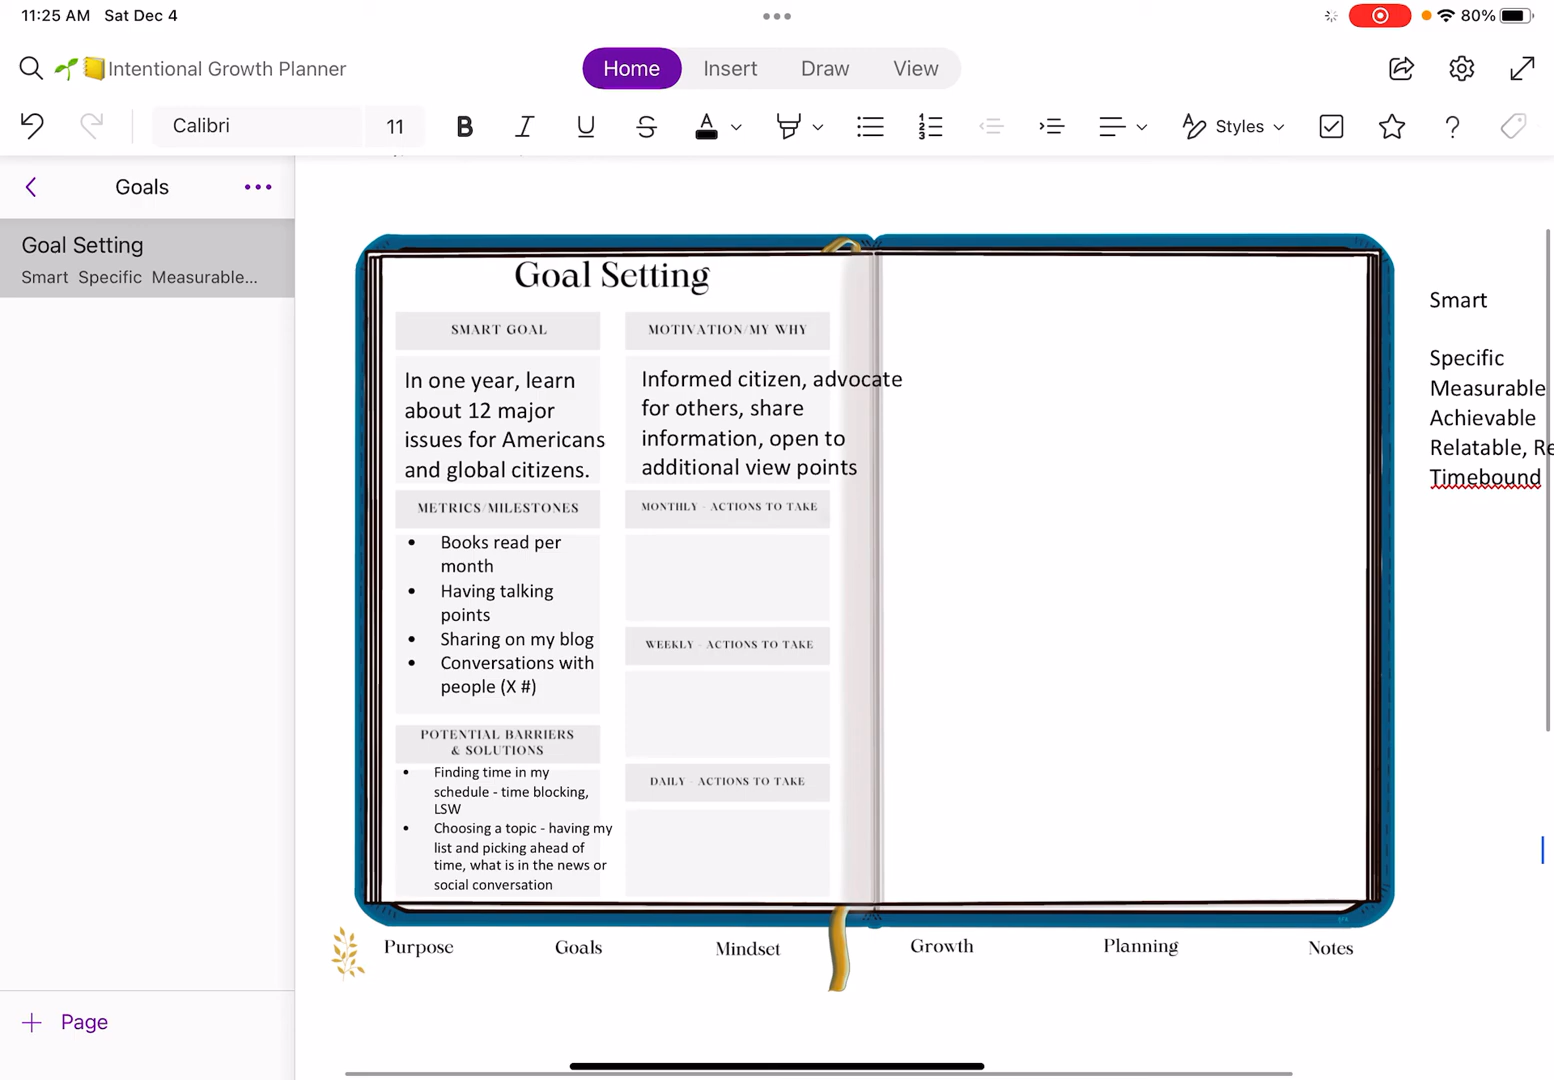 11:25 AM Sat Dec 4
80%
Intentional Growth Planner
Home Insert Draw View
Calibri 11 B I U S A Styles ?
Goals
Goal Setting
Smart Specific Measurable...
Page
Goal Setting
SMART GOAL
In one year, learn
about 12 major
issues for Americans
and global citizens.
METRICS/MILESTONES
• Books read per
month
• Having talking
points
• Sharing on my blog
• Conversations with
people (X #)
POTENTIAL BARRIERS
& SOLUTIONS
• Finding time in my
schedule - time blocking,
LSW
• Choosing a topic - having my
list and picking ahead of
time, what is in the news or
social conversation
MOTIVATION/MY WHY
Informed citizen, advocate
for others, share
information, open to
additional view points
MONTHLY - ACTIONS TO TAKE
WEEKLY - ACTIONS TO TAKE
DAILY - ACTIONS TO TAKE
Smart
Specific
Measurable
Achievable
Relatable, Re
Timebound
Purpose Goals Mindset Growth Planning Notes